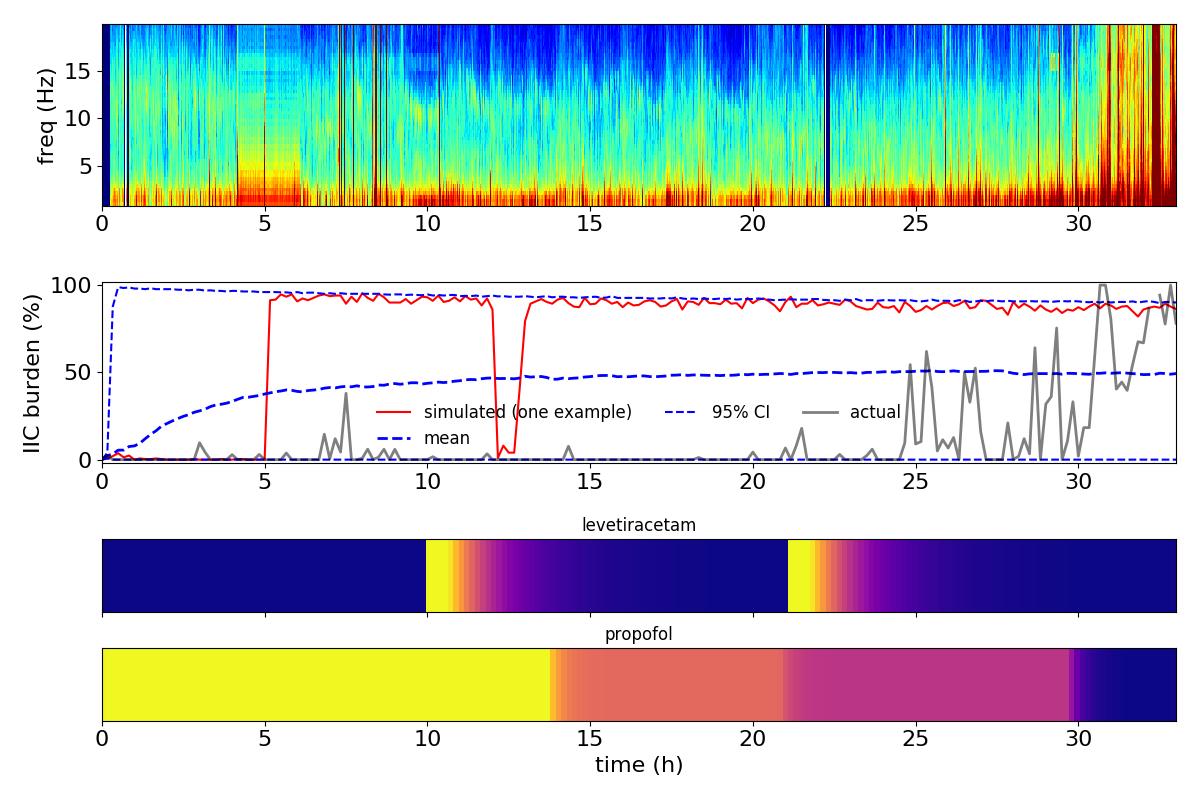 freq (Hz)
15
10
5
0 5 10 15 20 25 30
IIC burden (%)
100
50
0
simulated (one example) 95% CI actual
mean
0 5 10 15 20 25 30
levetiracetam
propofol
0 5 10 15 20 25 30
time (h)